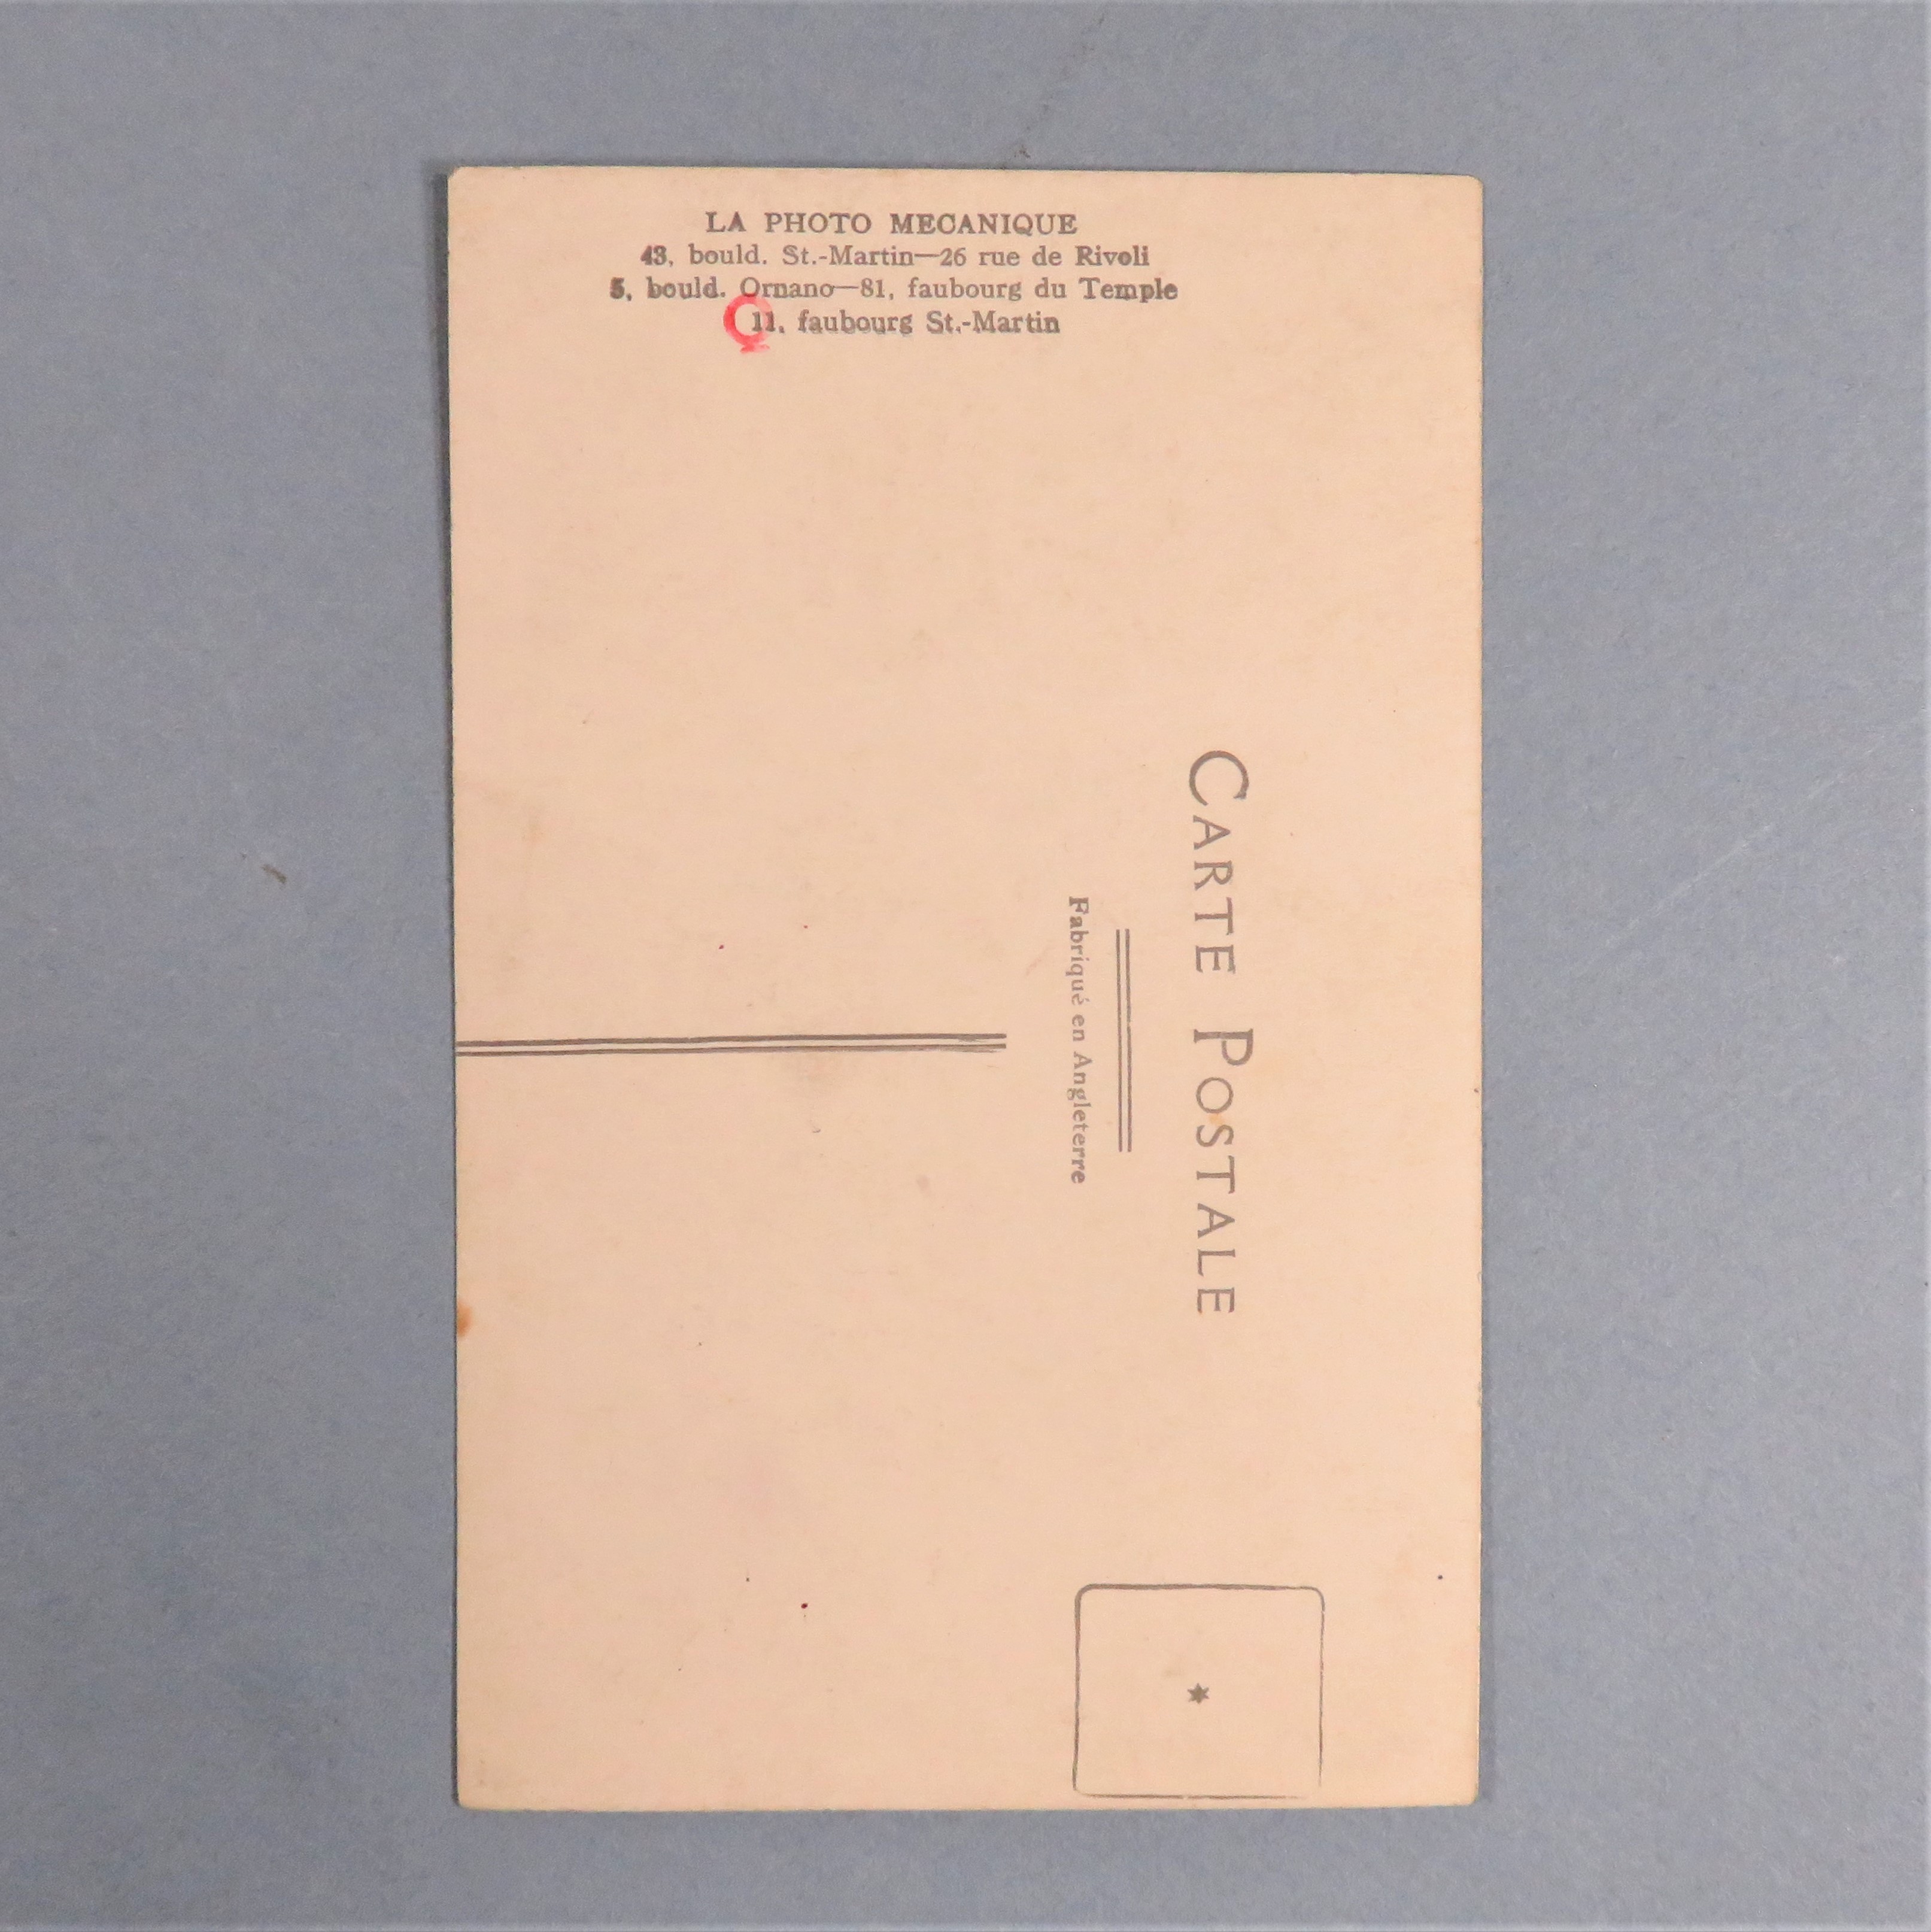 LA PHOTO MECANIQUE
43, bould. St.-Martin—26 rue de Rivoli
5, bould. Ornano—81, faubourg du Temple
11, faubourg St.-Martin
CARTE POSTALE
Fabriqué en Angleterre